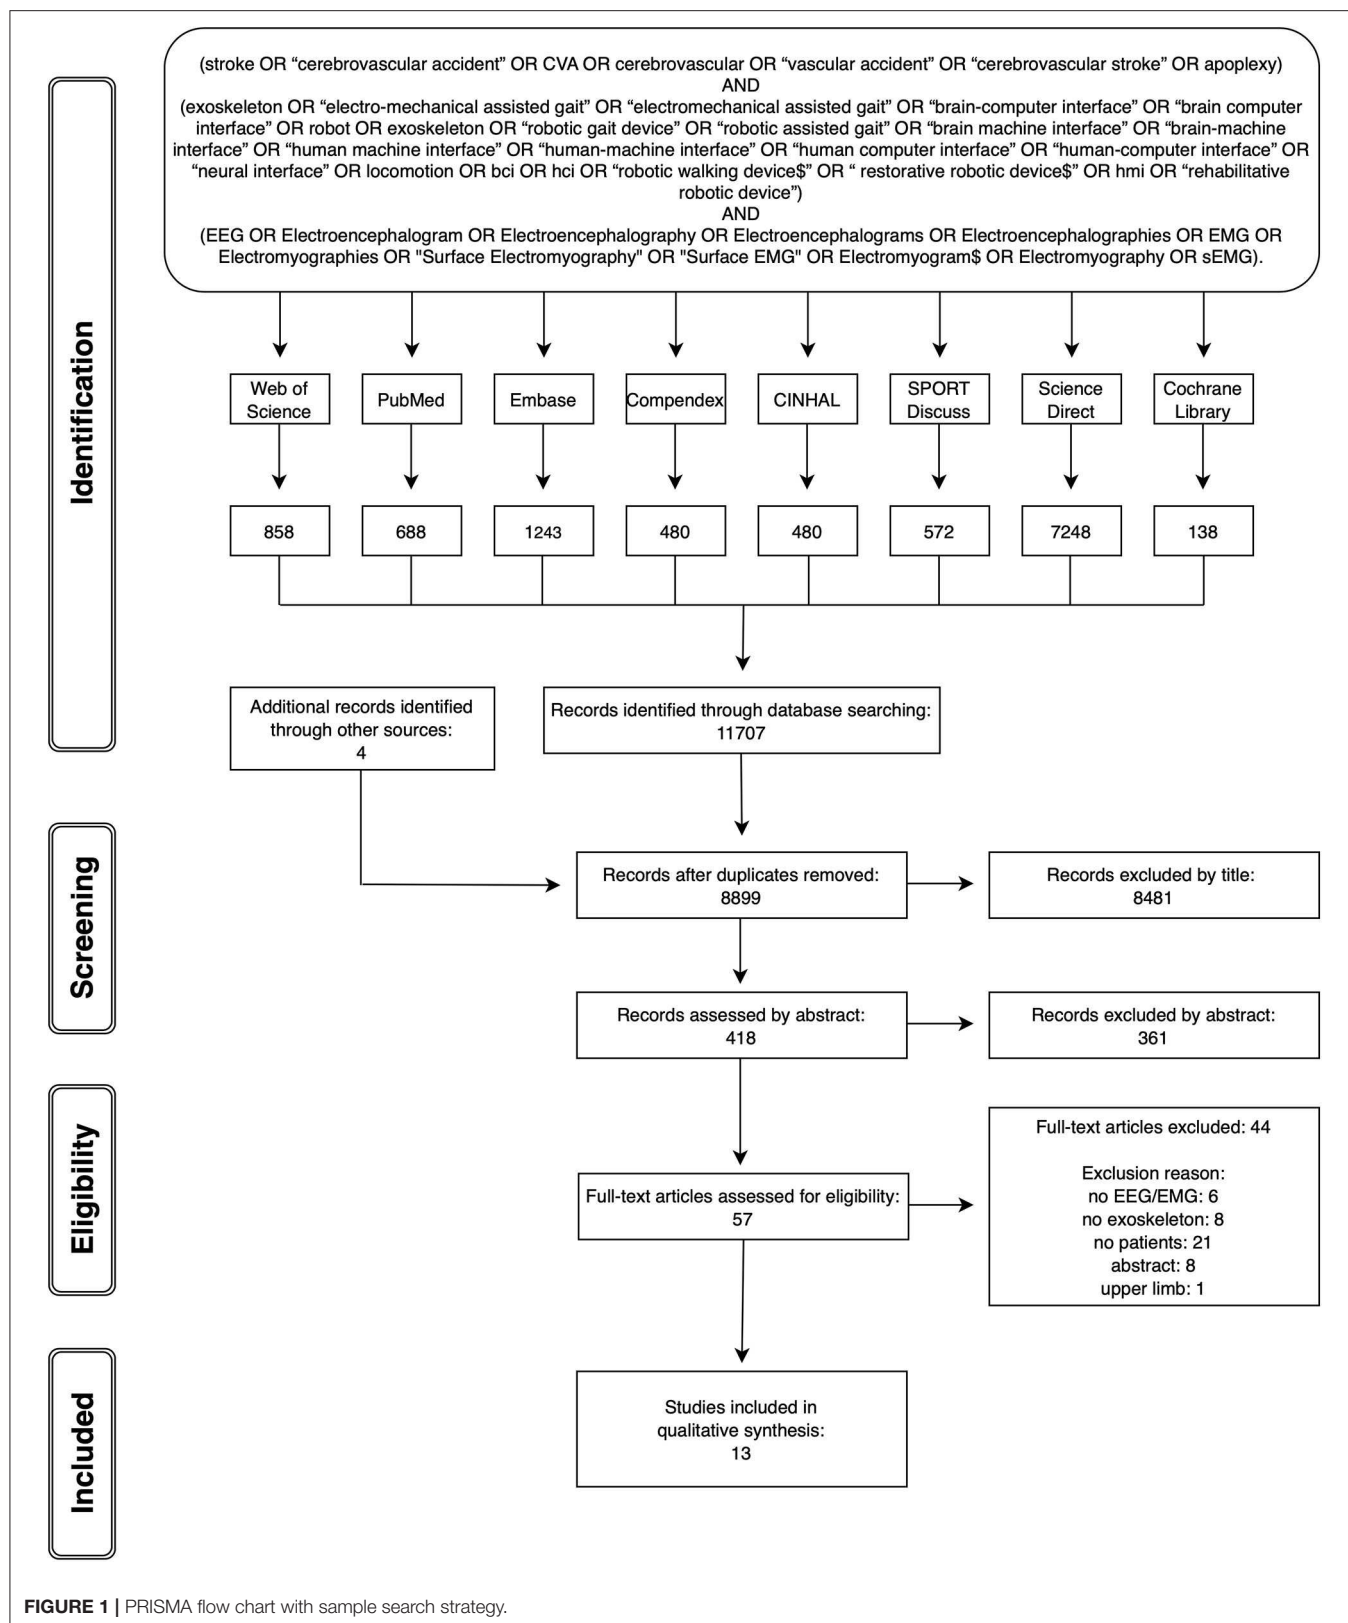 (stroke OR “cerebrovascular accident” OR CVA OR cerebrovascular OR “vascular accident” OR “cerebrovascular stroke” OR apoplexy)
AND
(exoskeleton OR “electro-mechanical assisted gait” OR “electromechanical assisted gait” OR “brain-computer interface” OR “brain computer
interface” OR robot OR exoskeleton OR “robotic gait device” OR “robotic assisted gait” OR “brain machine interface” OR “brain-machine
interface” OR “human machine interface” OR “human-machine interface” OR “human computer interface” OR “human-computer interface” OR
“neural interface” OR locomotion OR bci OR hci OR “robotic walking device$” OR “ restorative robotic device$” OR hmi OR “rehabilitative
robotic device”)
AND
(EEG OR Electroencephalogram OR Electroencephalography OR Electroencephalograms OR Electroencephalographies OR EMG OR
Electromyographies OR "Surface Electromyography" OR "Surface EMG" OR Electromyogram$ OR Electromyography OR sEMG).
Identification
Web of
Science
PubMed
Embase
Compendex
CINHAL
SPORT
Discuss
Science
Direct
Cochrane
Library
858
688
1243
480
480
572
7248
138
Additional records identified
through other sources:
4
Records identified through database searching:
11707
Screening
Records after duplicates removed:
8899
Records excluded by title:
8481
Records assessed by abstract:
418
Records excluded by abstract:
361
Eligibility
Full-text articles assessed for eligibility:
57
Full-text articles excluded: 44
Exclusion reason:
no EEG/EMG: 6
no exoskeleton: 8
no patients: 21
abstract: 8
upper limb: 1
Included
Studies included in
qualitative synthesis:
13
FIGURE 1 | PRISMA flow chart with sample search strategy.